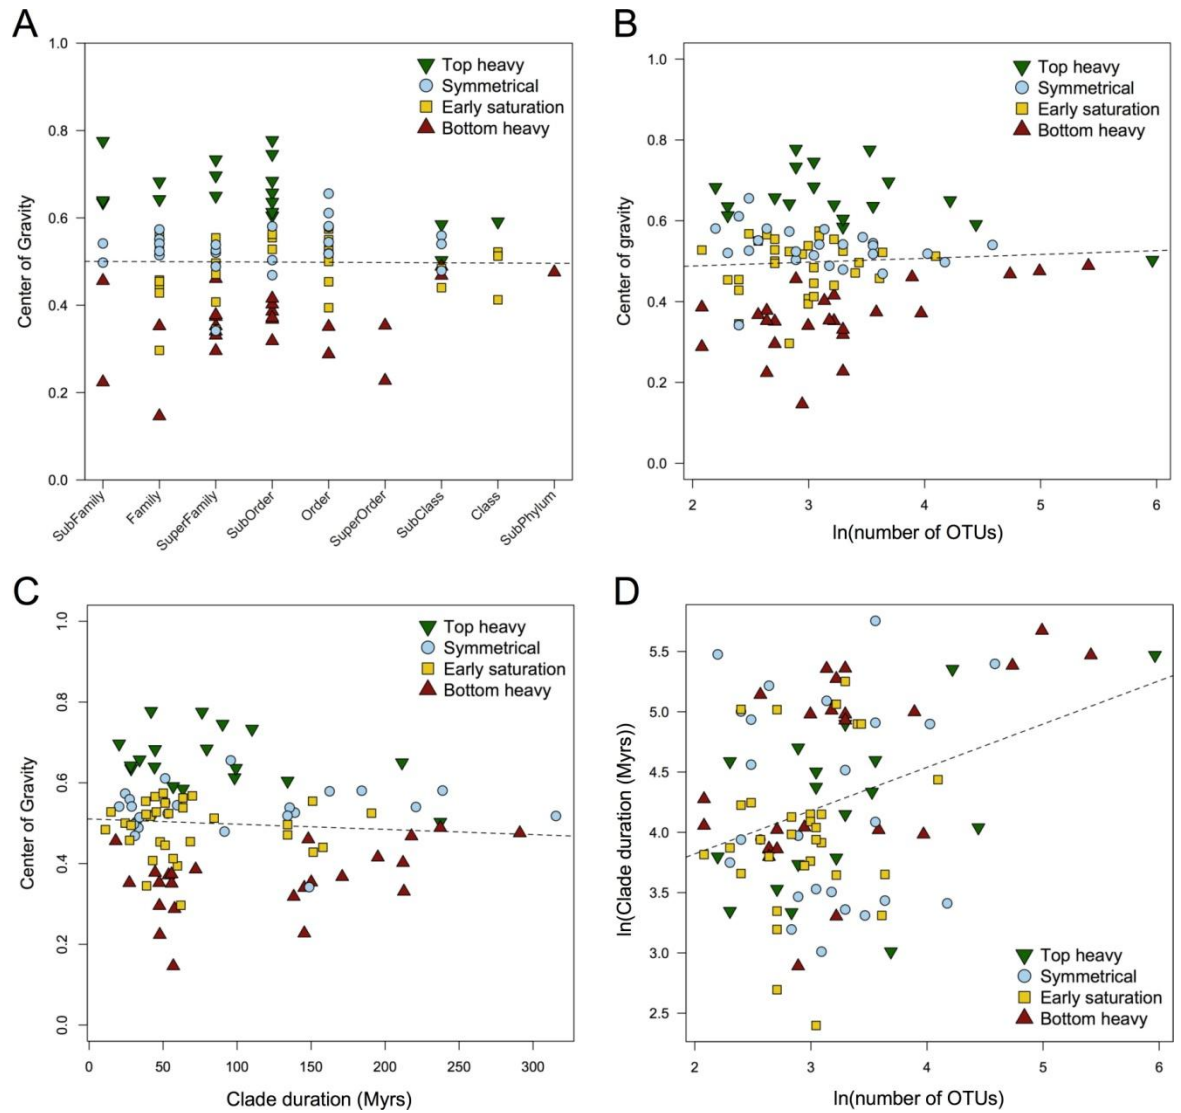 A
Center of Gravity
1.0
0.8
0.6
0.4
0.2
0.0
Top heavy
Symmetrical
Early saturation
Bottom heavy
SubFamily
Family
SuperFamily
SubOrder
Order
SuperOrder
SubClass
Class
SubPhylum
B
Center of gravity
1.0
0.8
0.6
0.4
0.2
0.0
Top heavy
Symmetrical
Early saturation
Bottom heavy
2 3 4 5 6
ln(number of OTUs)
C
Center of Gravity
1.0
0.8
0.6
0.4
0.2
0.0
Top heavy
Symmetrical
Early saturation
Bottom heavy
0 50 100 150 200 250 300
Clade duration (Myrs)
D
ln(Clade duration (Myrs))
5.5
5.0
4.5
4.0
3.5
3.0
2.5
Top heavy
Symmetrical
Early saturation
Bottom heavy
2 3 4 5 6
ln(number of OTUs)